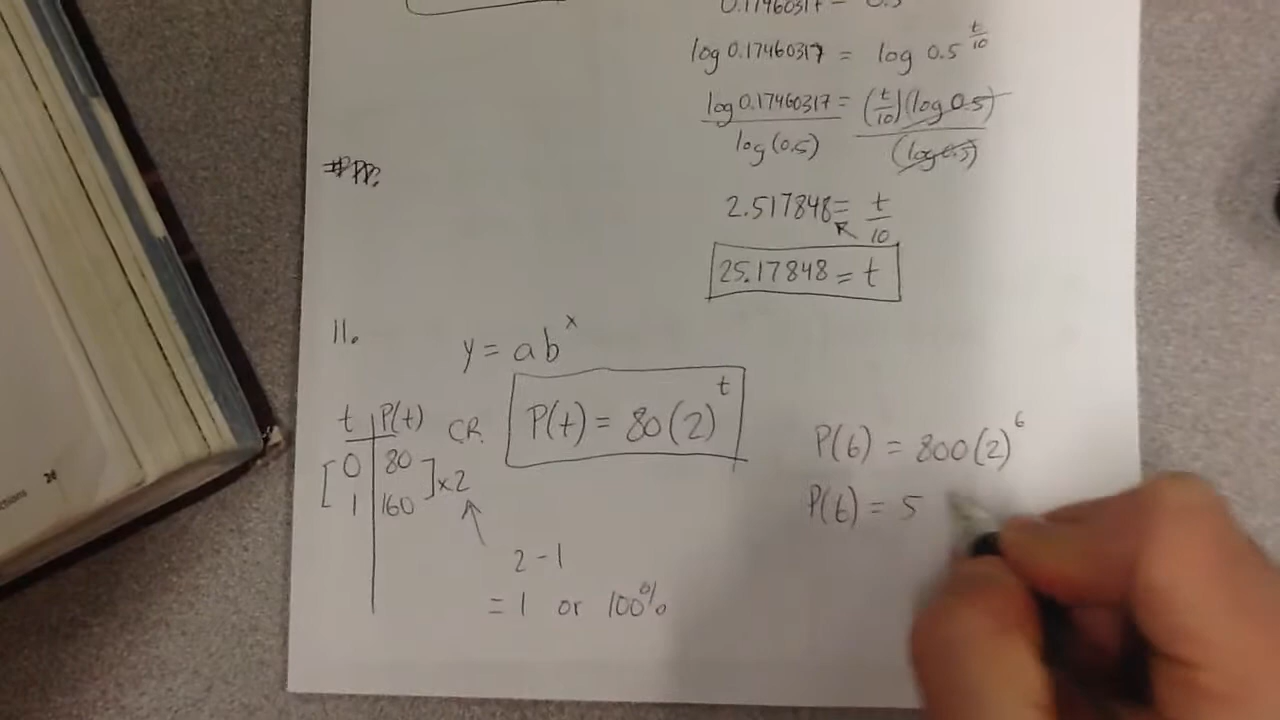 log 0.17460317 = log 0.5^(t/10)
log 0.17460317 / log(0.5) = (t/10)(log 0.5) / (log 0.5)
2.517848 = t/10
25.17848 = t
11.
y = ab^x
t | P(t)
0 | 80
1 | 160
] ×2
C.R.
P(t) = 80(2)^t
2 - 1
= 1 or 100%
P(6) = 800(2)^6
P(6) = 5